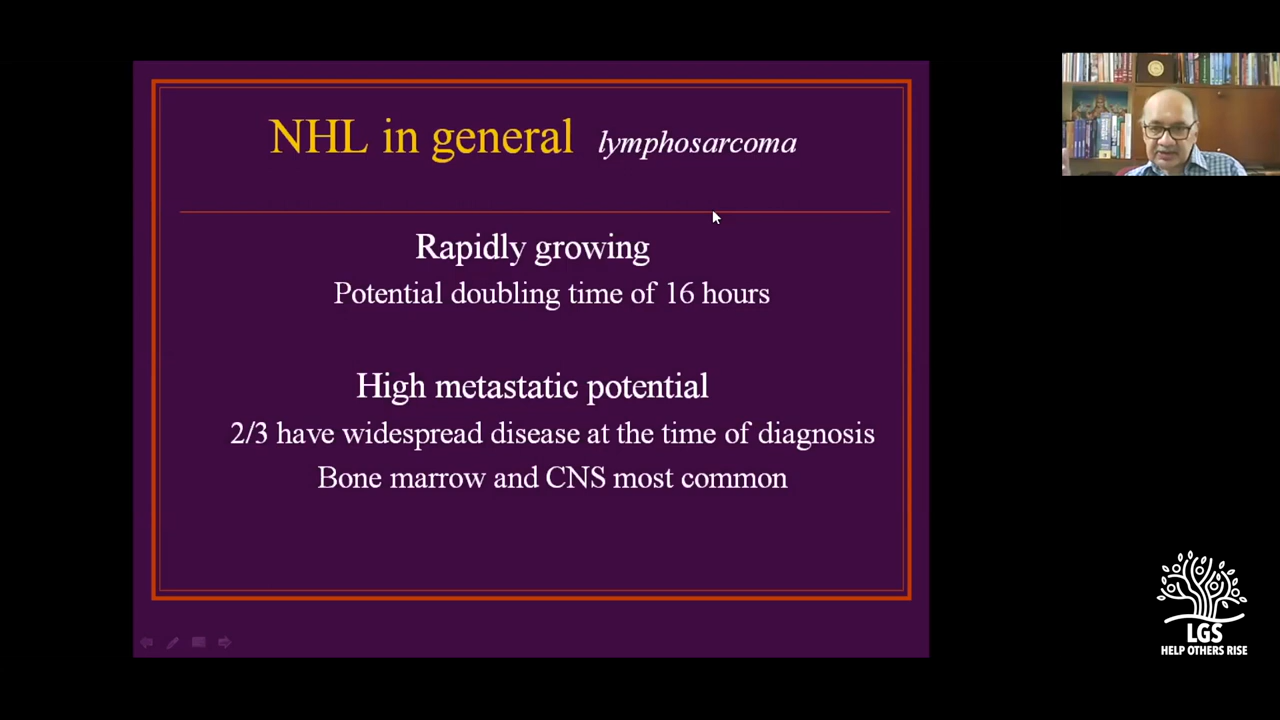 NHL in general lymphosarcoma
Rapidly growing
Potential doubling time of 16 hours
High metastatic potential
2/3 have widespread disease at the time of diagnosis
Bone marrow and CNS most common
LGS
HELP OTHERS RISE